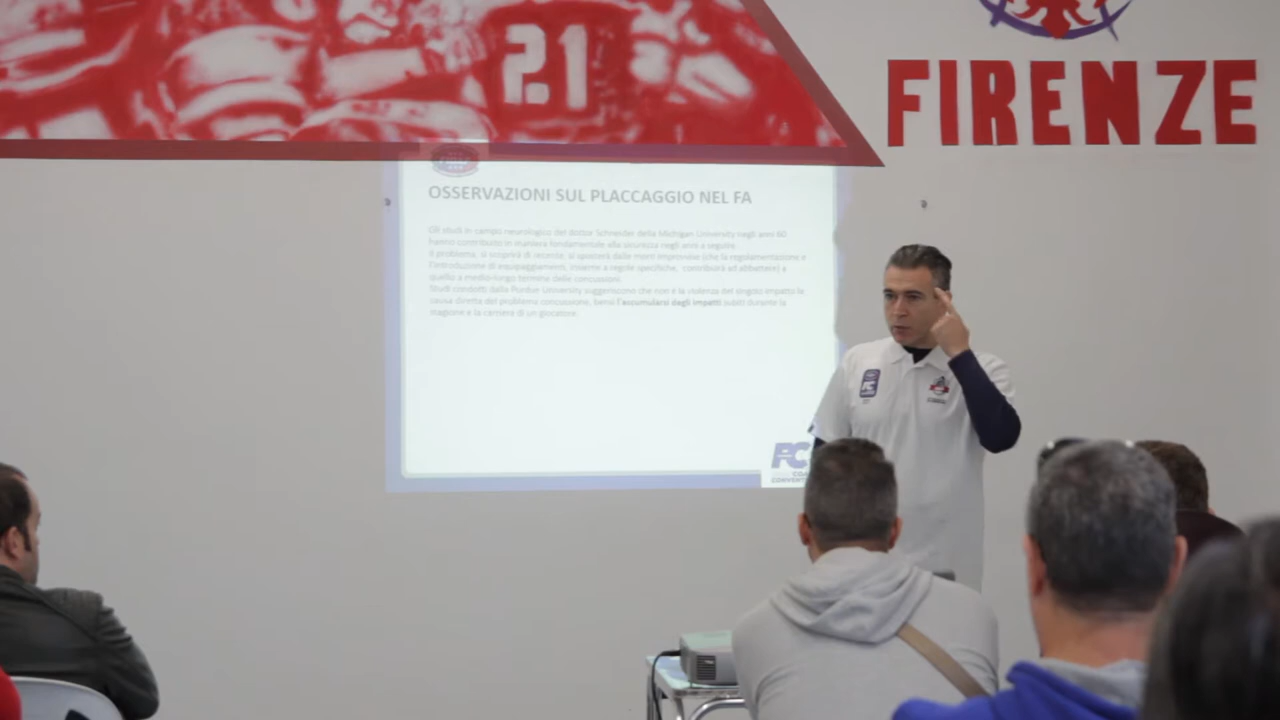 21
FIRENZE
OSSERVAZIONI SUL PLACCAGGIO NEL FA
Gli studi in campo neurologico del dottor Schneider della Michigan University negli anni 60
hanno contribuito in maniera fondamentale alla sicurezza negli anni a seguire.
Il problema, si scoprirà di recente, si sposterà dalle morti improvvise (che la regolamentazione e
l'introduzione di equipaggiamenti, insieme a regole specifiche, contribuirà ad abbattere) a
quello a medio-lungo termine delle concussioni.
Studi condotti dalla Purdue University suggeriscono che non è la violenza del singolo impatto la
causa diretta del problema concussione, bensì l'accumularsi degli impatti subiti durante la
stagione e la carriera di un giocatore.
FC